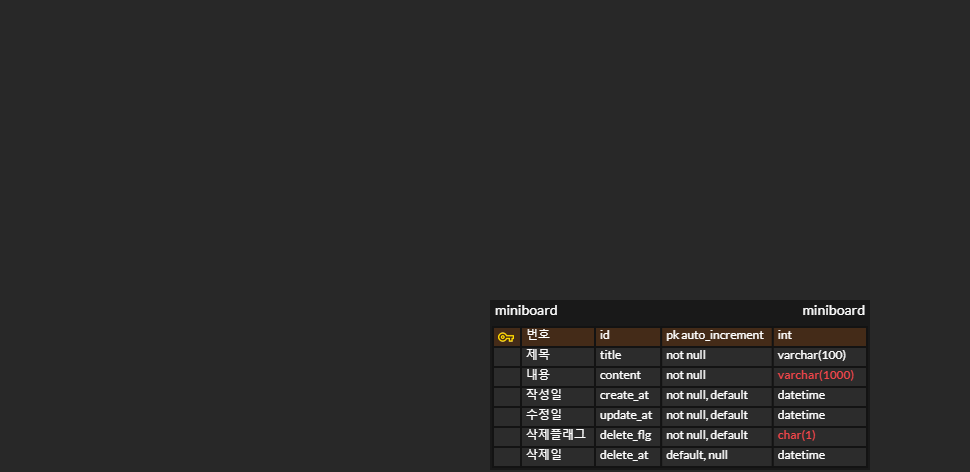 miniboard miniboard
번호 id pk auto_increment int
제목 title not null varchar(100)
내용 content not null varchar(1000)
작성일 create_at not null, default datetime
수정일 update_at not null, default datetime
삭제플래그 delete_flg not null, default char(1)
삭제일 delete_at default, null datetime